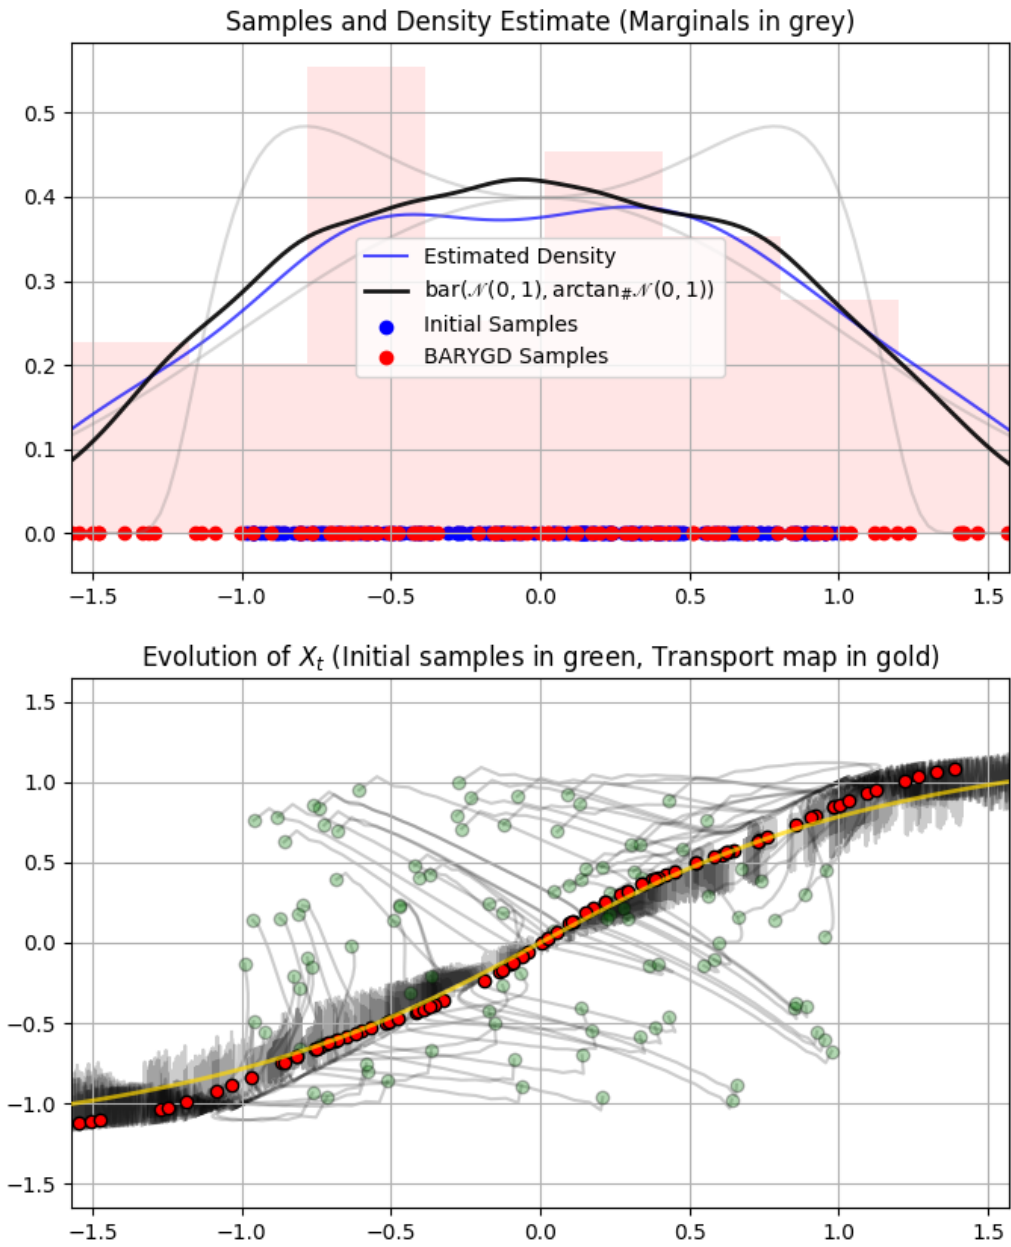 Samples and Density Estimate (Marginals in grey)
0.5
0.4
0.3
0.2
0.1
0.0
Estimated Density
bar(𝒩(0, 1), arctan#𝒩(0, 1))
Initial Samples
BARYGD Samples
−1.5 −1.0 −0.5 0.0 0.5 1.0 1.5
Evolution of Xt (Initial samples in green, Transport map in gold)
1.5
1.0
0.5
0.0
−0.5
−1.0
−1.5
−1.5 −1.0 −0.5 0.0 0.5 1.0 1.5